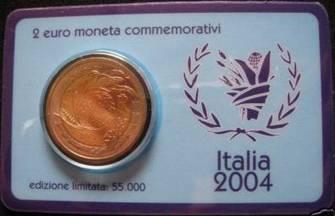 2 euro moneta commemorativi
Italia
2004
edizione limitata: 55.000